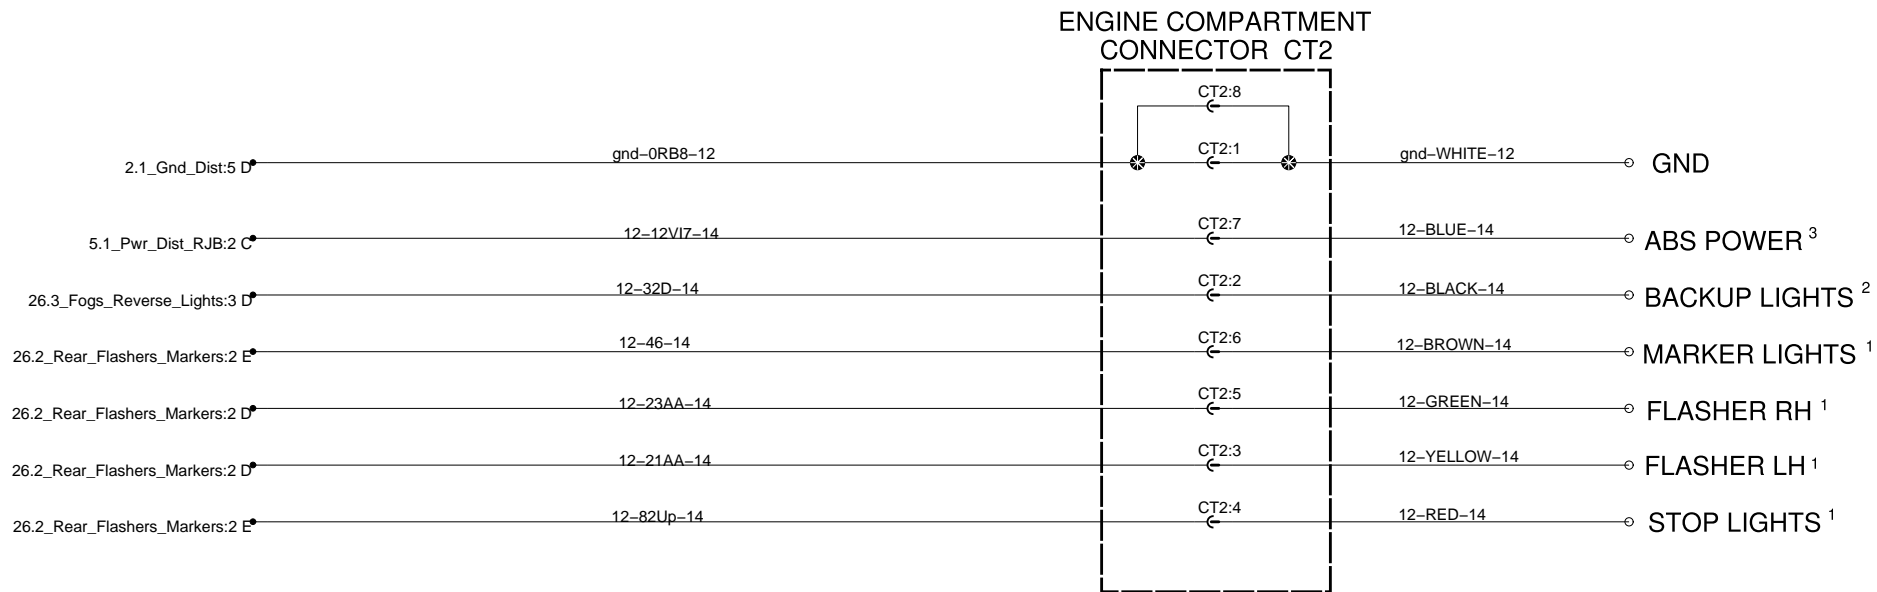 ENGINE COMPARTMENT
CONNECTOR CT2
CT2:8
2.1_Gnd_Dist:5 D gnd–0RB8–12 CT2:1 gnd–WHITE–12 GND
5.1_Pwr_Dist_RJB:2 C 12–12VI7–14 CT2:7 12–BLUE–14 ABS POWER 3
26.3_Fogs_Reverse_Lights:3 D 12–32D–14 CT2:2 12–BLACK–14 BACKUP LIGHTS 2
26.2_Rear_Flashers_Markers:2 E 12–46–14 CT2:6 12–BROWN–14 MARKER LIGHTS 1
26.2_Rear_Flashers_Markers:2 D 12–23AA–14 CT2:5 12–GREEN–14 FLASHER RH 1
26.2_Rear_Flashers_Markers:2 D 12–21AA–14 CT2:3 12–YELLOW–14 FLASHER LH 1
26.2_Rear_Flashers_Markers:2 E 12–82Up–14 CT2:4 12–RED–14 STOP LIGHTS 1